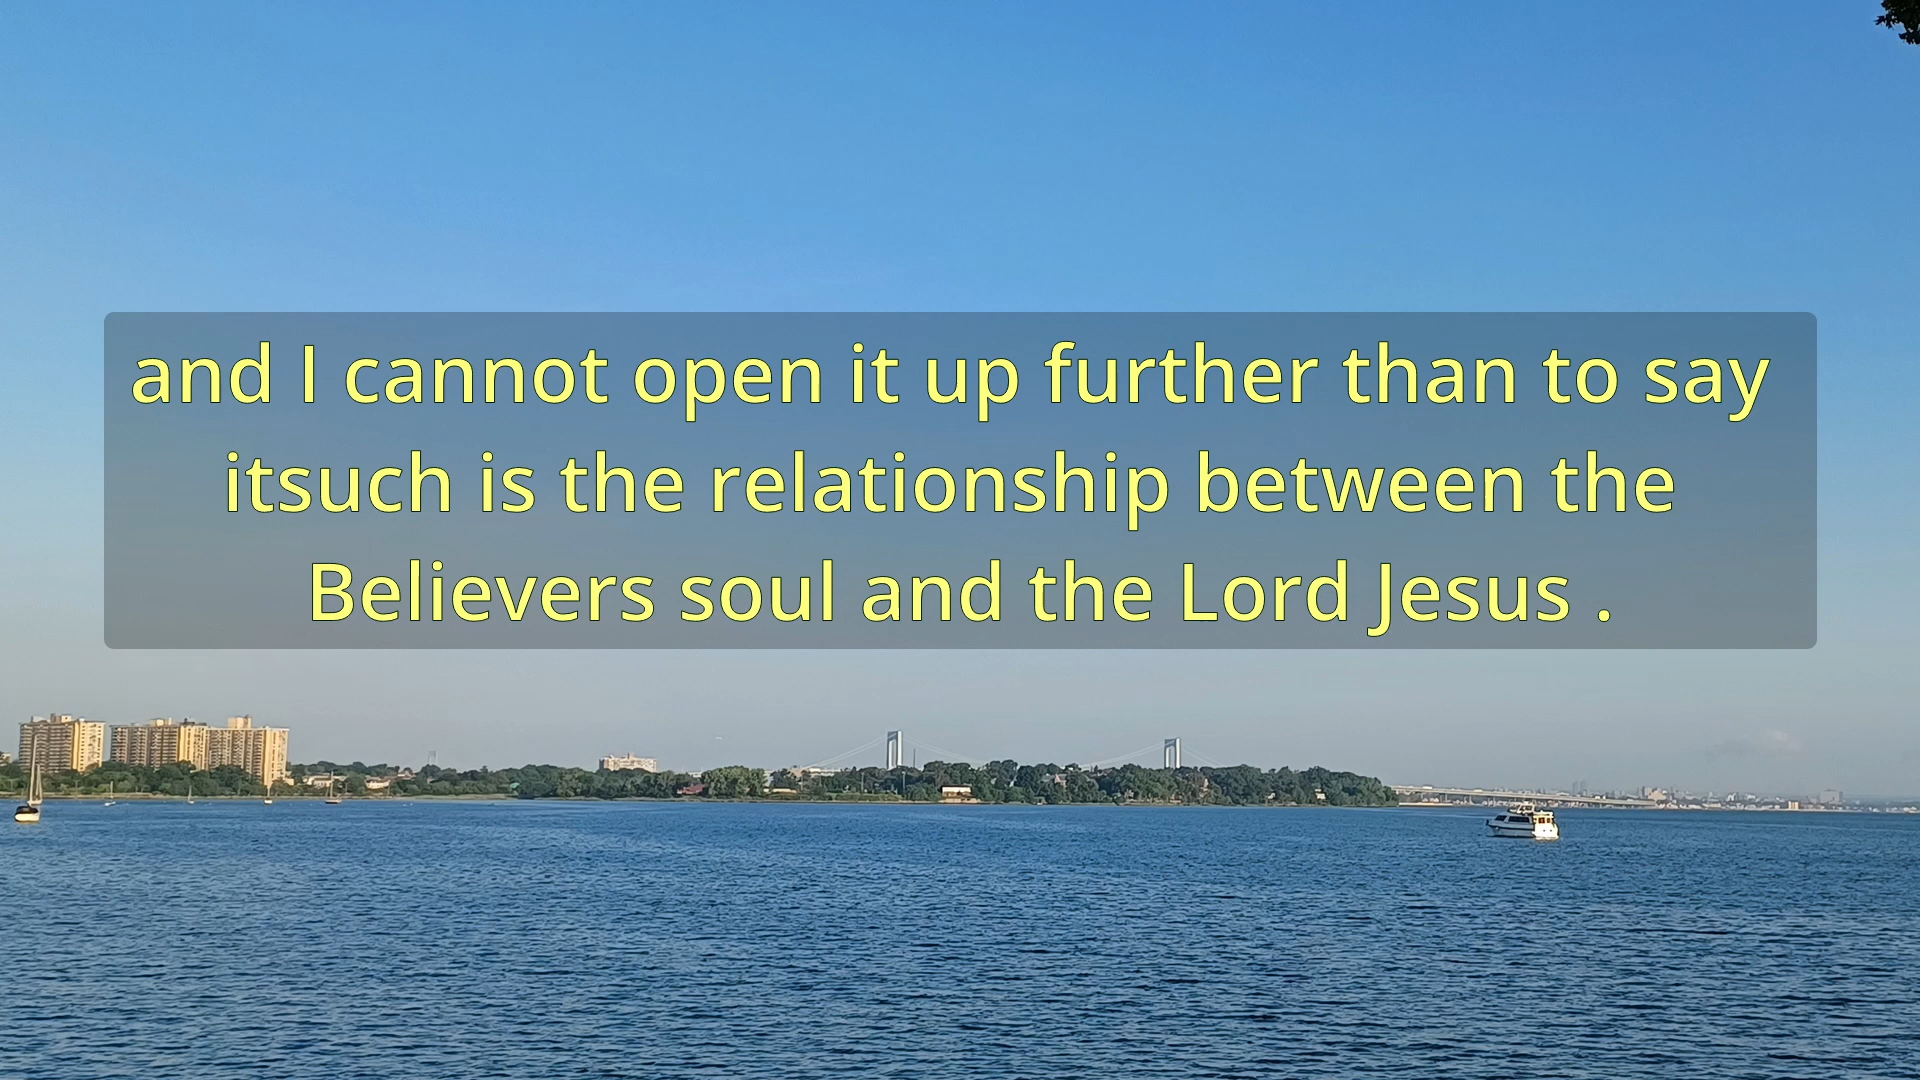 and I cannot open it up further than to say
itsuch is the relationship between the
Believers soul and the Lord Jesus .